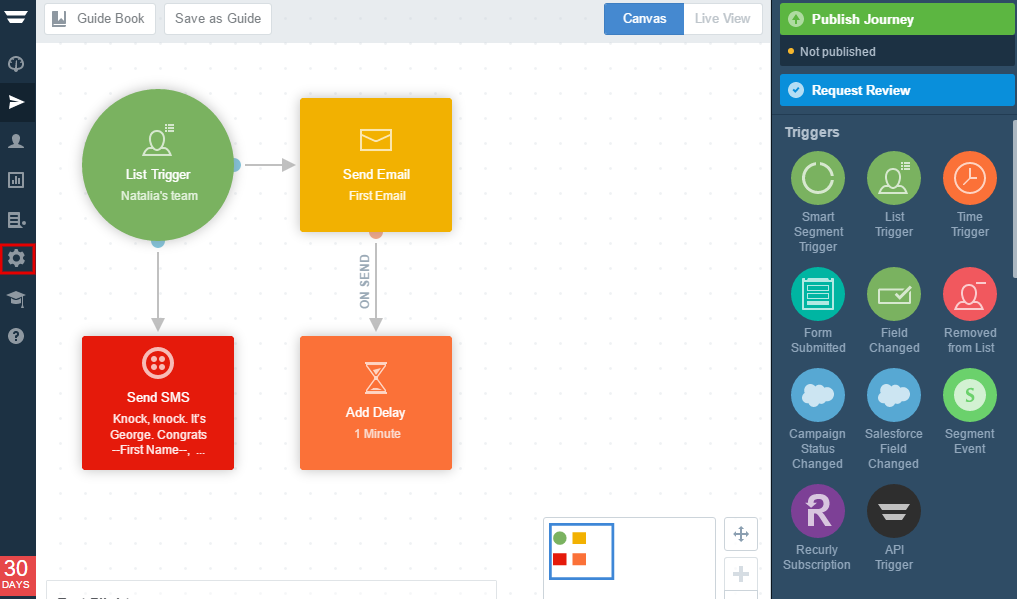 Guide Book
Save as Guide
Canvas
Live View
Publish Journey
Not published
Request Review
List Trigger
Natalia's team
Send Email
First Email
ON SEND
Send SMS
Knock, knock. It's
George. Congrats
--First Name--, ...
Add Delay
1 Minute
Triggers
Smart
Segment
Trigger
List
Trigger
Time
Trigger
Form
Submitted
Field
Changed
Removed
from List
Campaign
Status
Changed
Salesforce
Field
Changed
S
Segment
Event
R
Recurly
Subscription
API
Trigger
30
DAYS